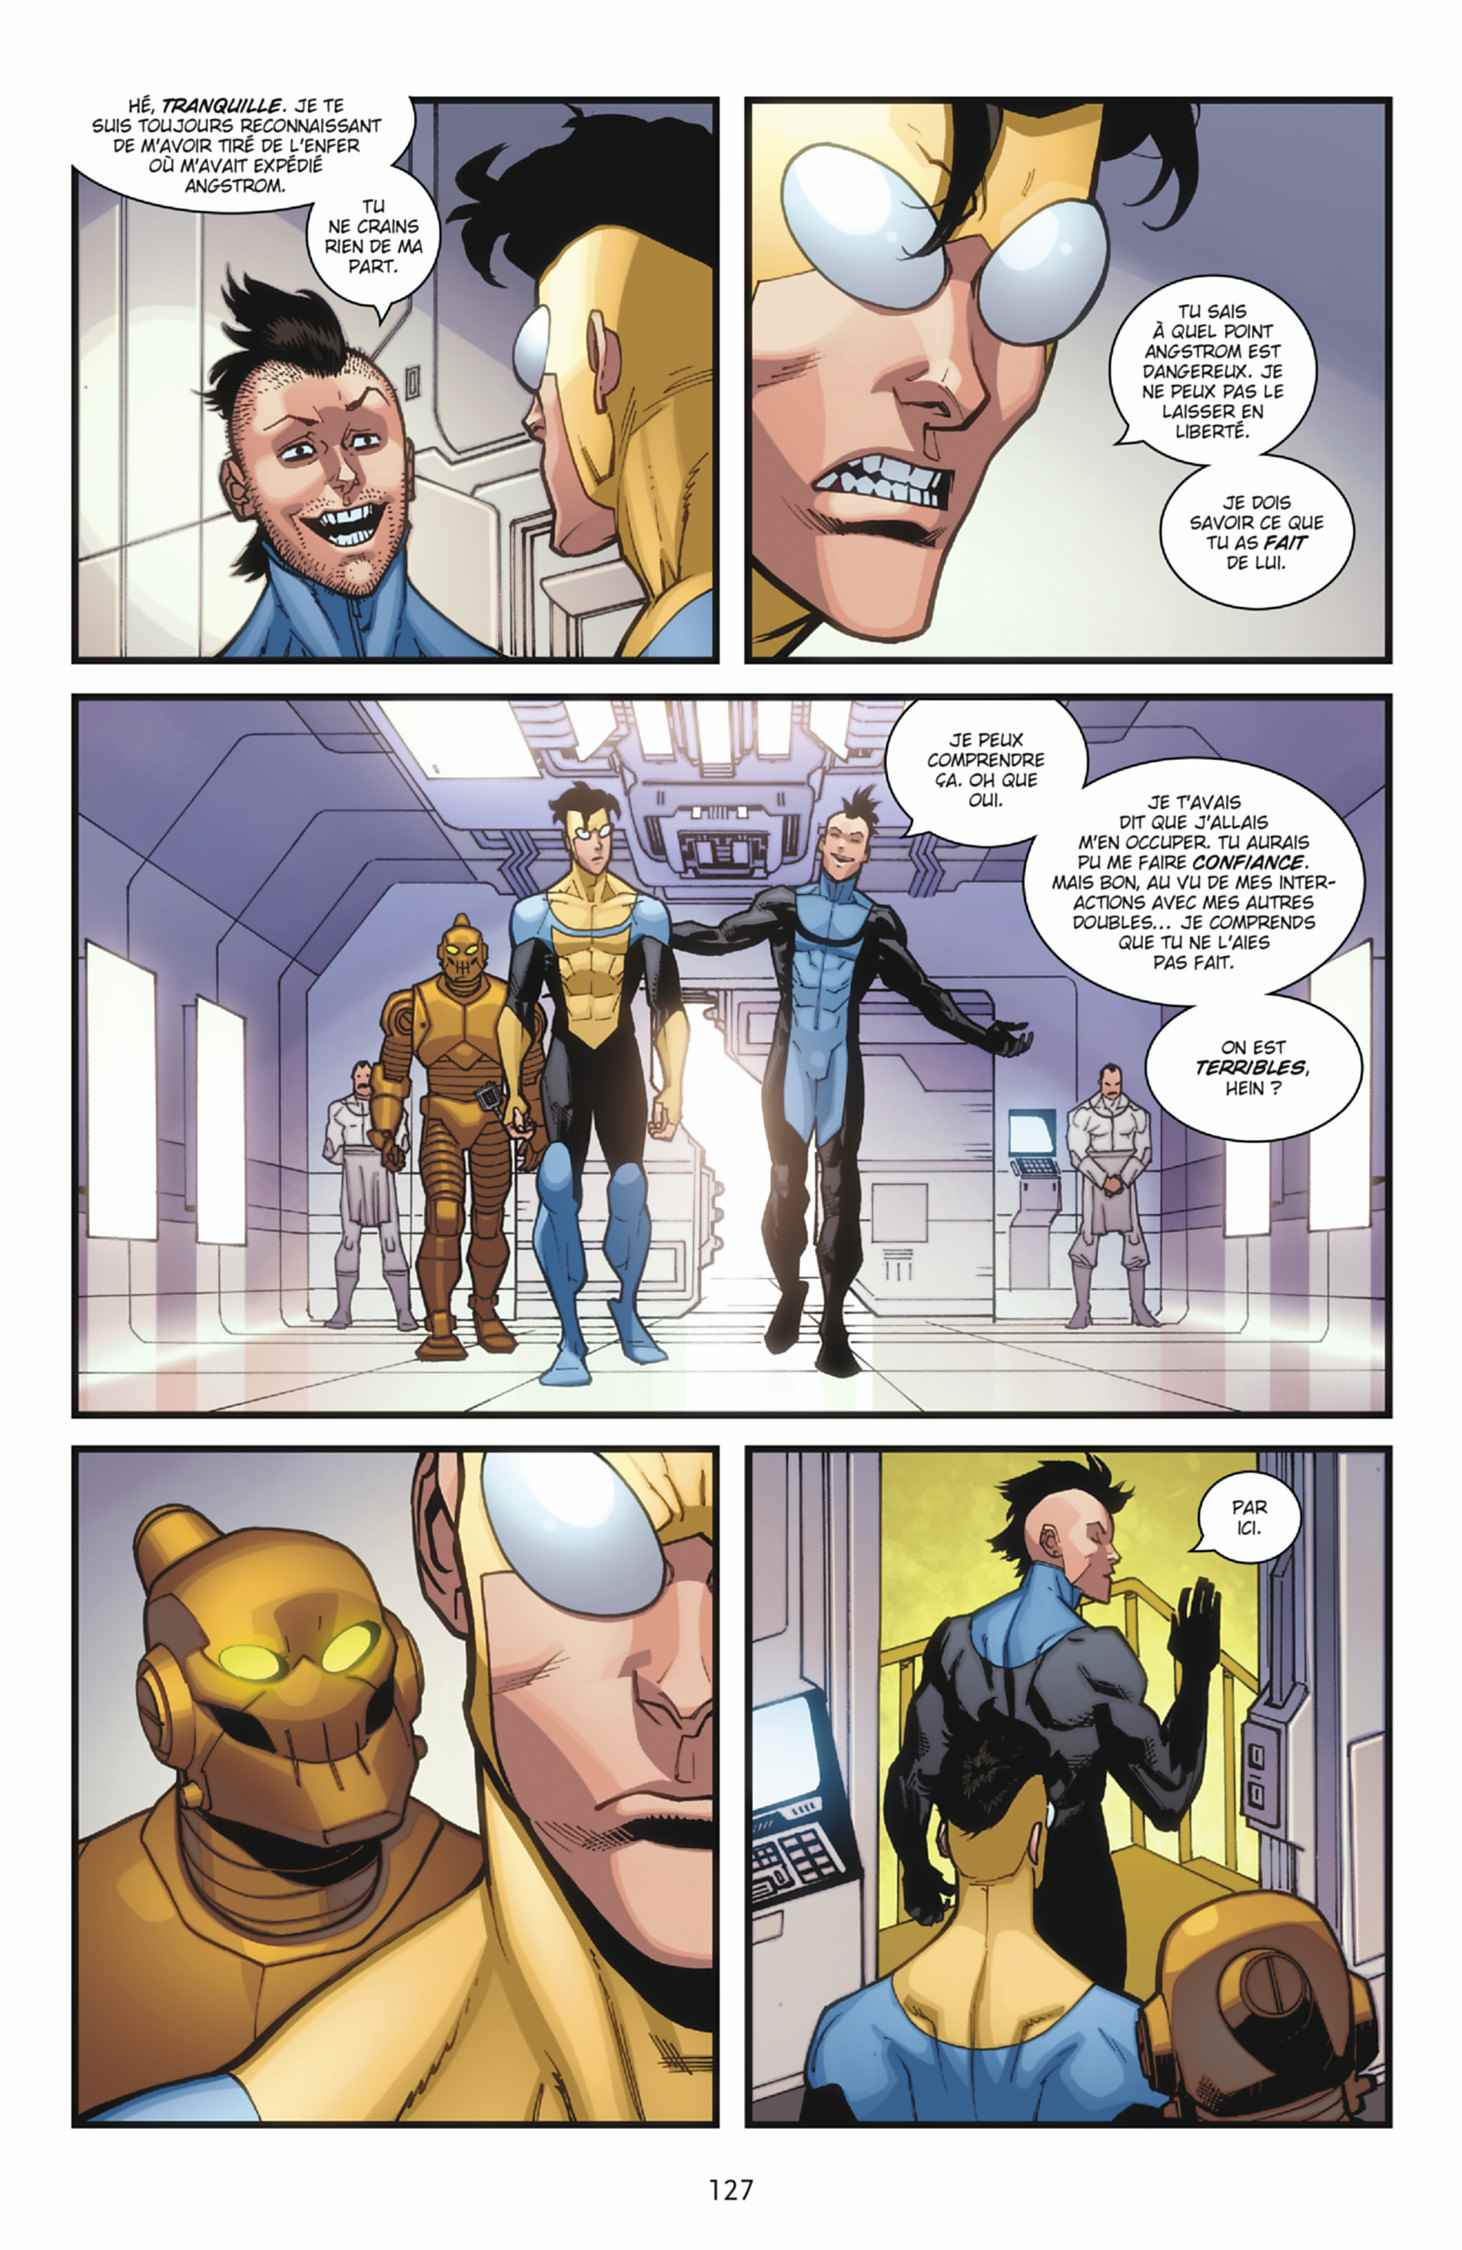 HÉ, TRANQUILLE. JE TE
SUIS TOUJOURS RECONNAISSANT
DE M'AVOIR TIRÉ DE L'ENFER
OÙ M'AVAIT EXPÉDIÉ
ANGSTROM.
TU
NE CRAINS
RIEN DE MA
PART.
TU SAIS
À QUEL POINT
ANGSTROM EST
DANGEREUX. JE
NE PEUX PAS LE
LAISSER EN
LIBERTÉ.
JE DOIS
SAVOIR CE QUE
TU AS FAIT
DE LUI.
JE PEUX
COMPRENDRE
ÇA. OH QUE
OUI.
JE T'AVAIS
DIT QUE J'ALLAIS
M'EN OCCUPER. TU AURAIS
PU ME FAIRE CONFIANCE.
MAIS BON, AU VU DE MES INTER-
ACTIONS AVEC MES AUTRES
DOUBLES... JE COMPRENDS
QUE TU NE L'AIES
PAS FAIT.
ON EST
TERRIBLES,
HEIN ?
PAR
ICI.
127